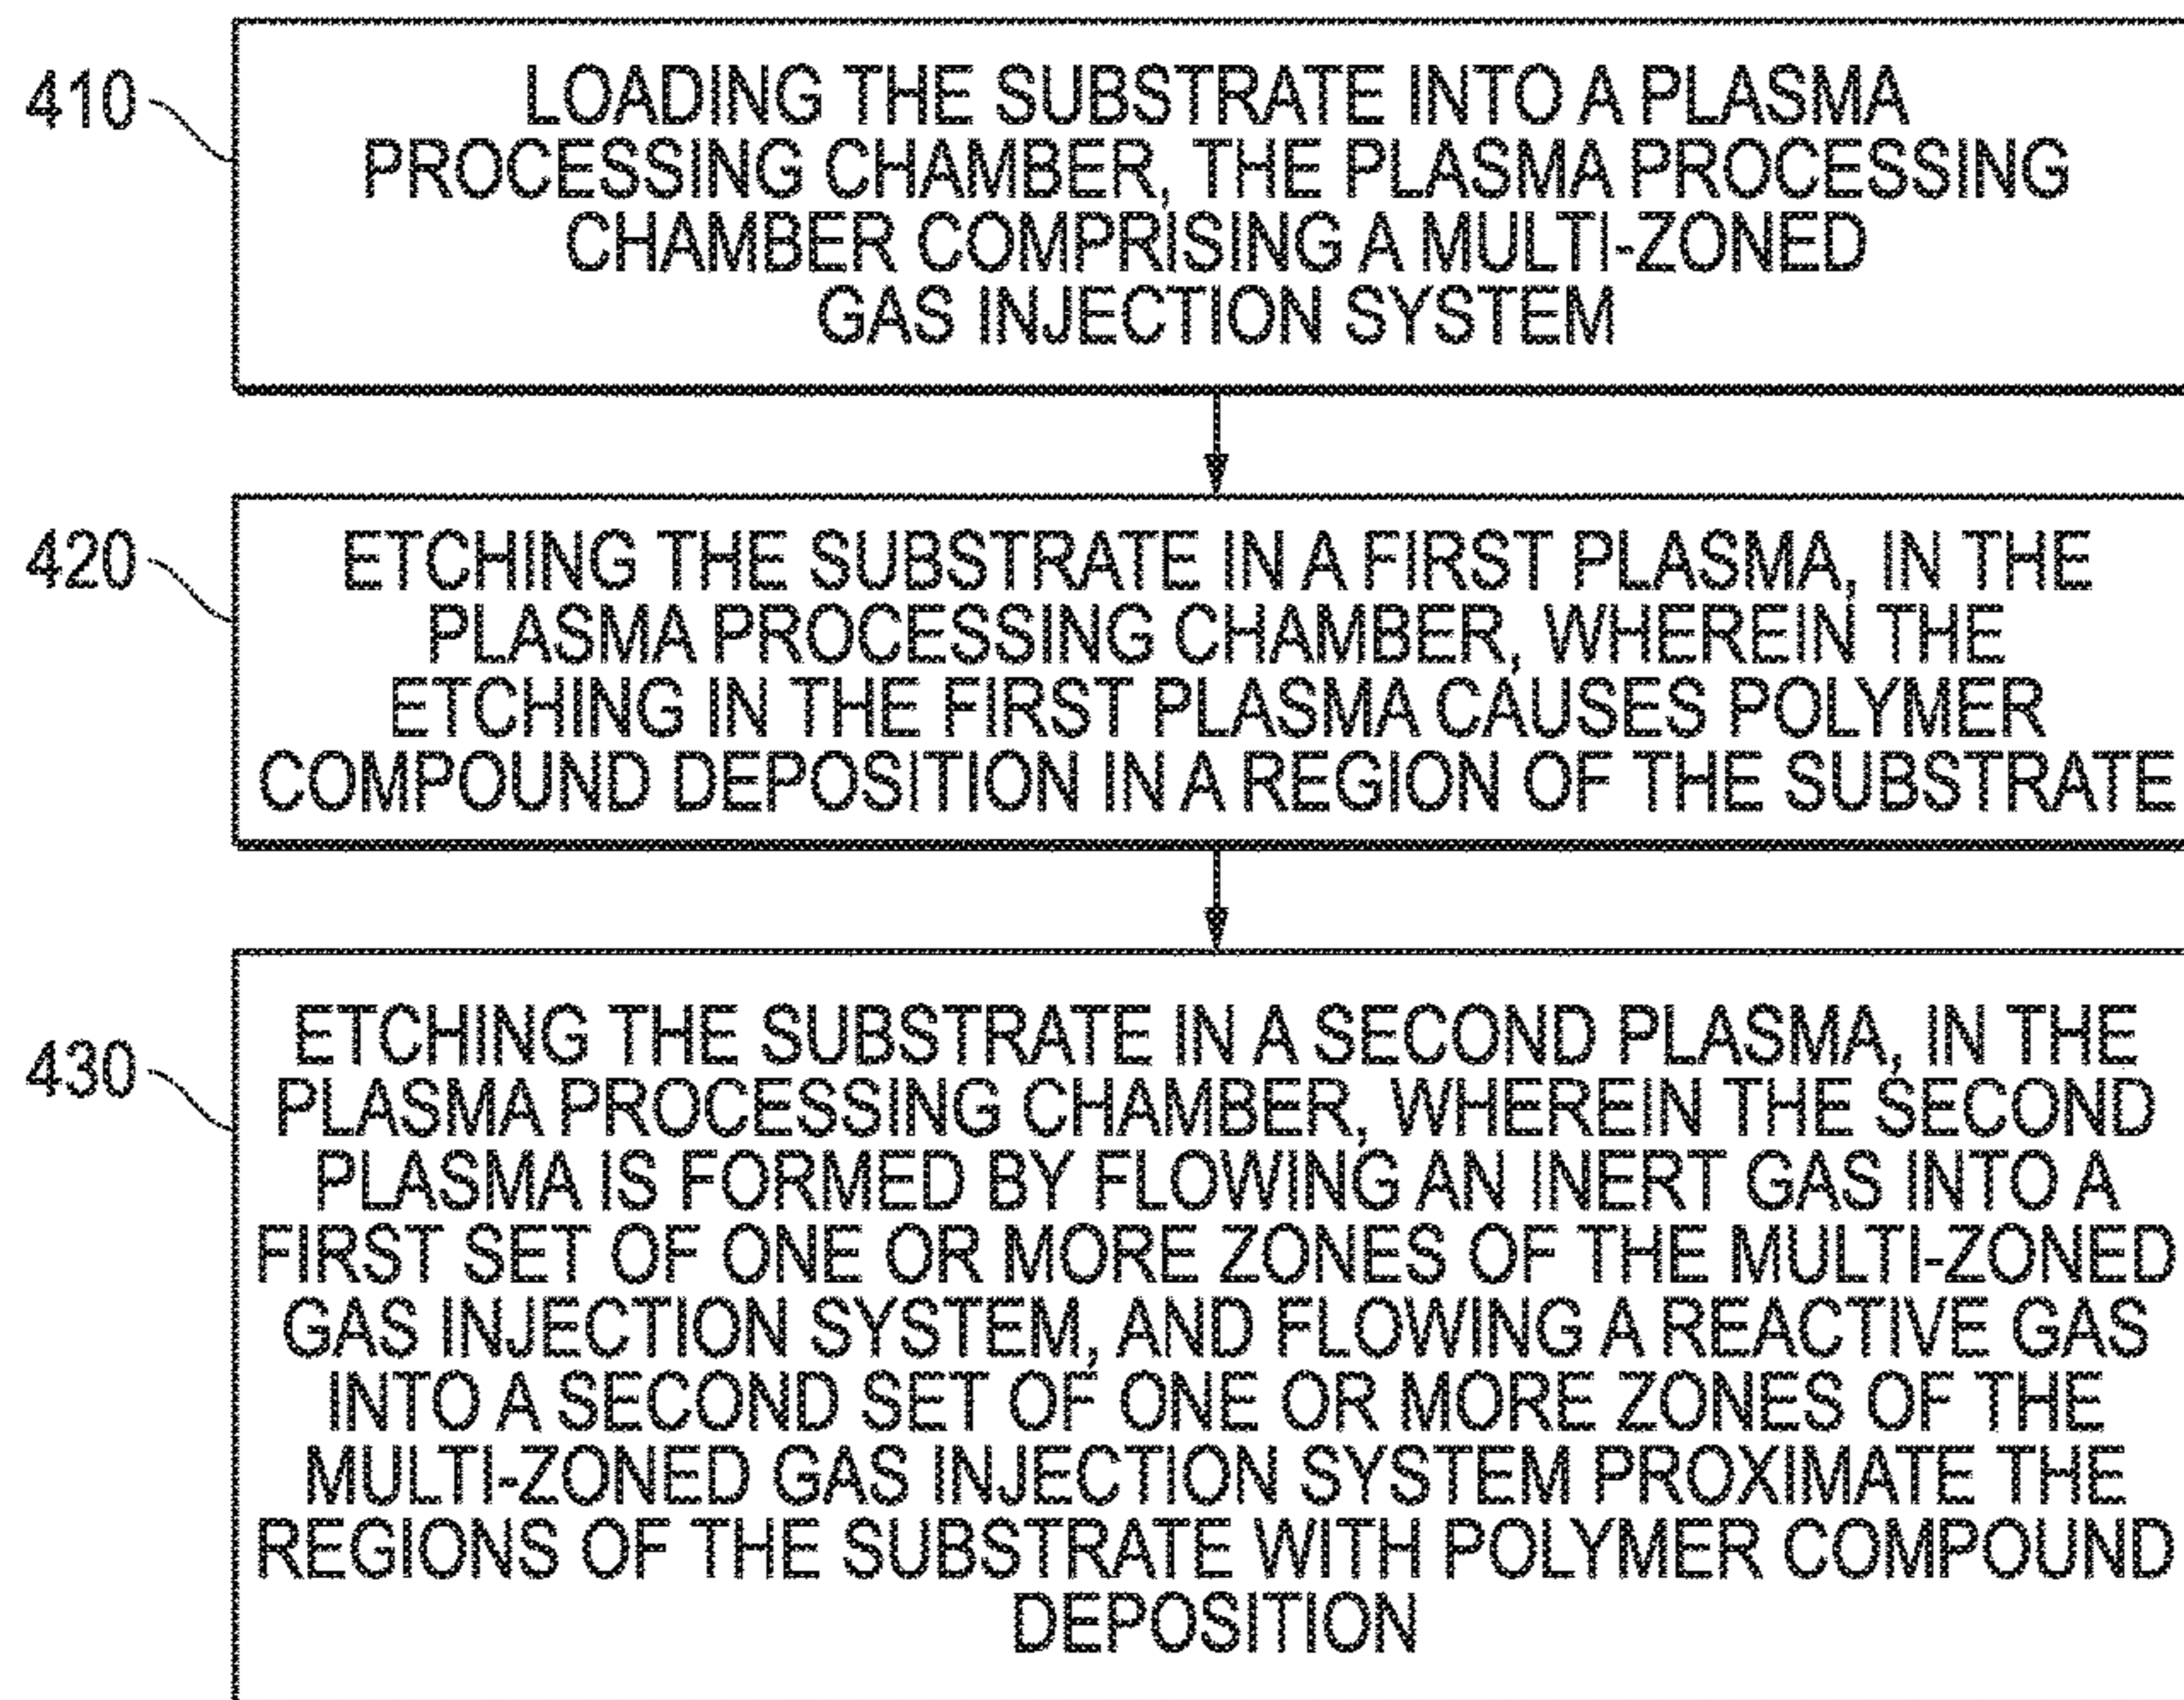 410
LOADING THE SUBSTRATE INTO A PLASMA
PROCESSING CHAMBER, THE PLASMA PROCESSING
CHAMBER COMPRISING A MULTI-ZONED
GAS INJECTION SYSTEM
420
ETCHING THE SUBSTRATE IN A FIRST PLASMA, IN THE
PLASMA PROCESSING CHAMBER, WHEREIN THE
ETCHING IN THE FIRST PLASMA CAUSES POLYMER
COMPOUND DEPOSITION IN A REGION OF THE SUBSTRATE
430
ETCHING THE SUBSTRATE IN A SECOND PLASMA, IN THE
PLASMA PROCESSING CHAMBER, WHEREIN THE SECOND
PLASMA IS FORMED BY FLOWING AN INERT GAS INTO A
FIRST SET OF ONE OR MORE ZONES OF THE MULTI-ZONED
GAS INJECTION SYSTEM, AND FLOWING A REACTIVE GAS
INTO A SECOND SET OF ONE OR MORE ZONES OF THE
MULTI-ZONED GAS INJECTION SYSTEM PROXIMATE THE
REGIONS OF THE SUBSTRATE WITH POLYMER COMPOUND
DEPOSITION